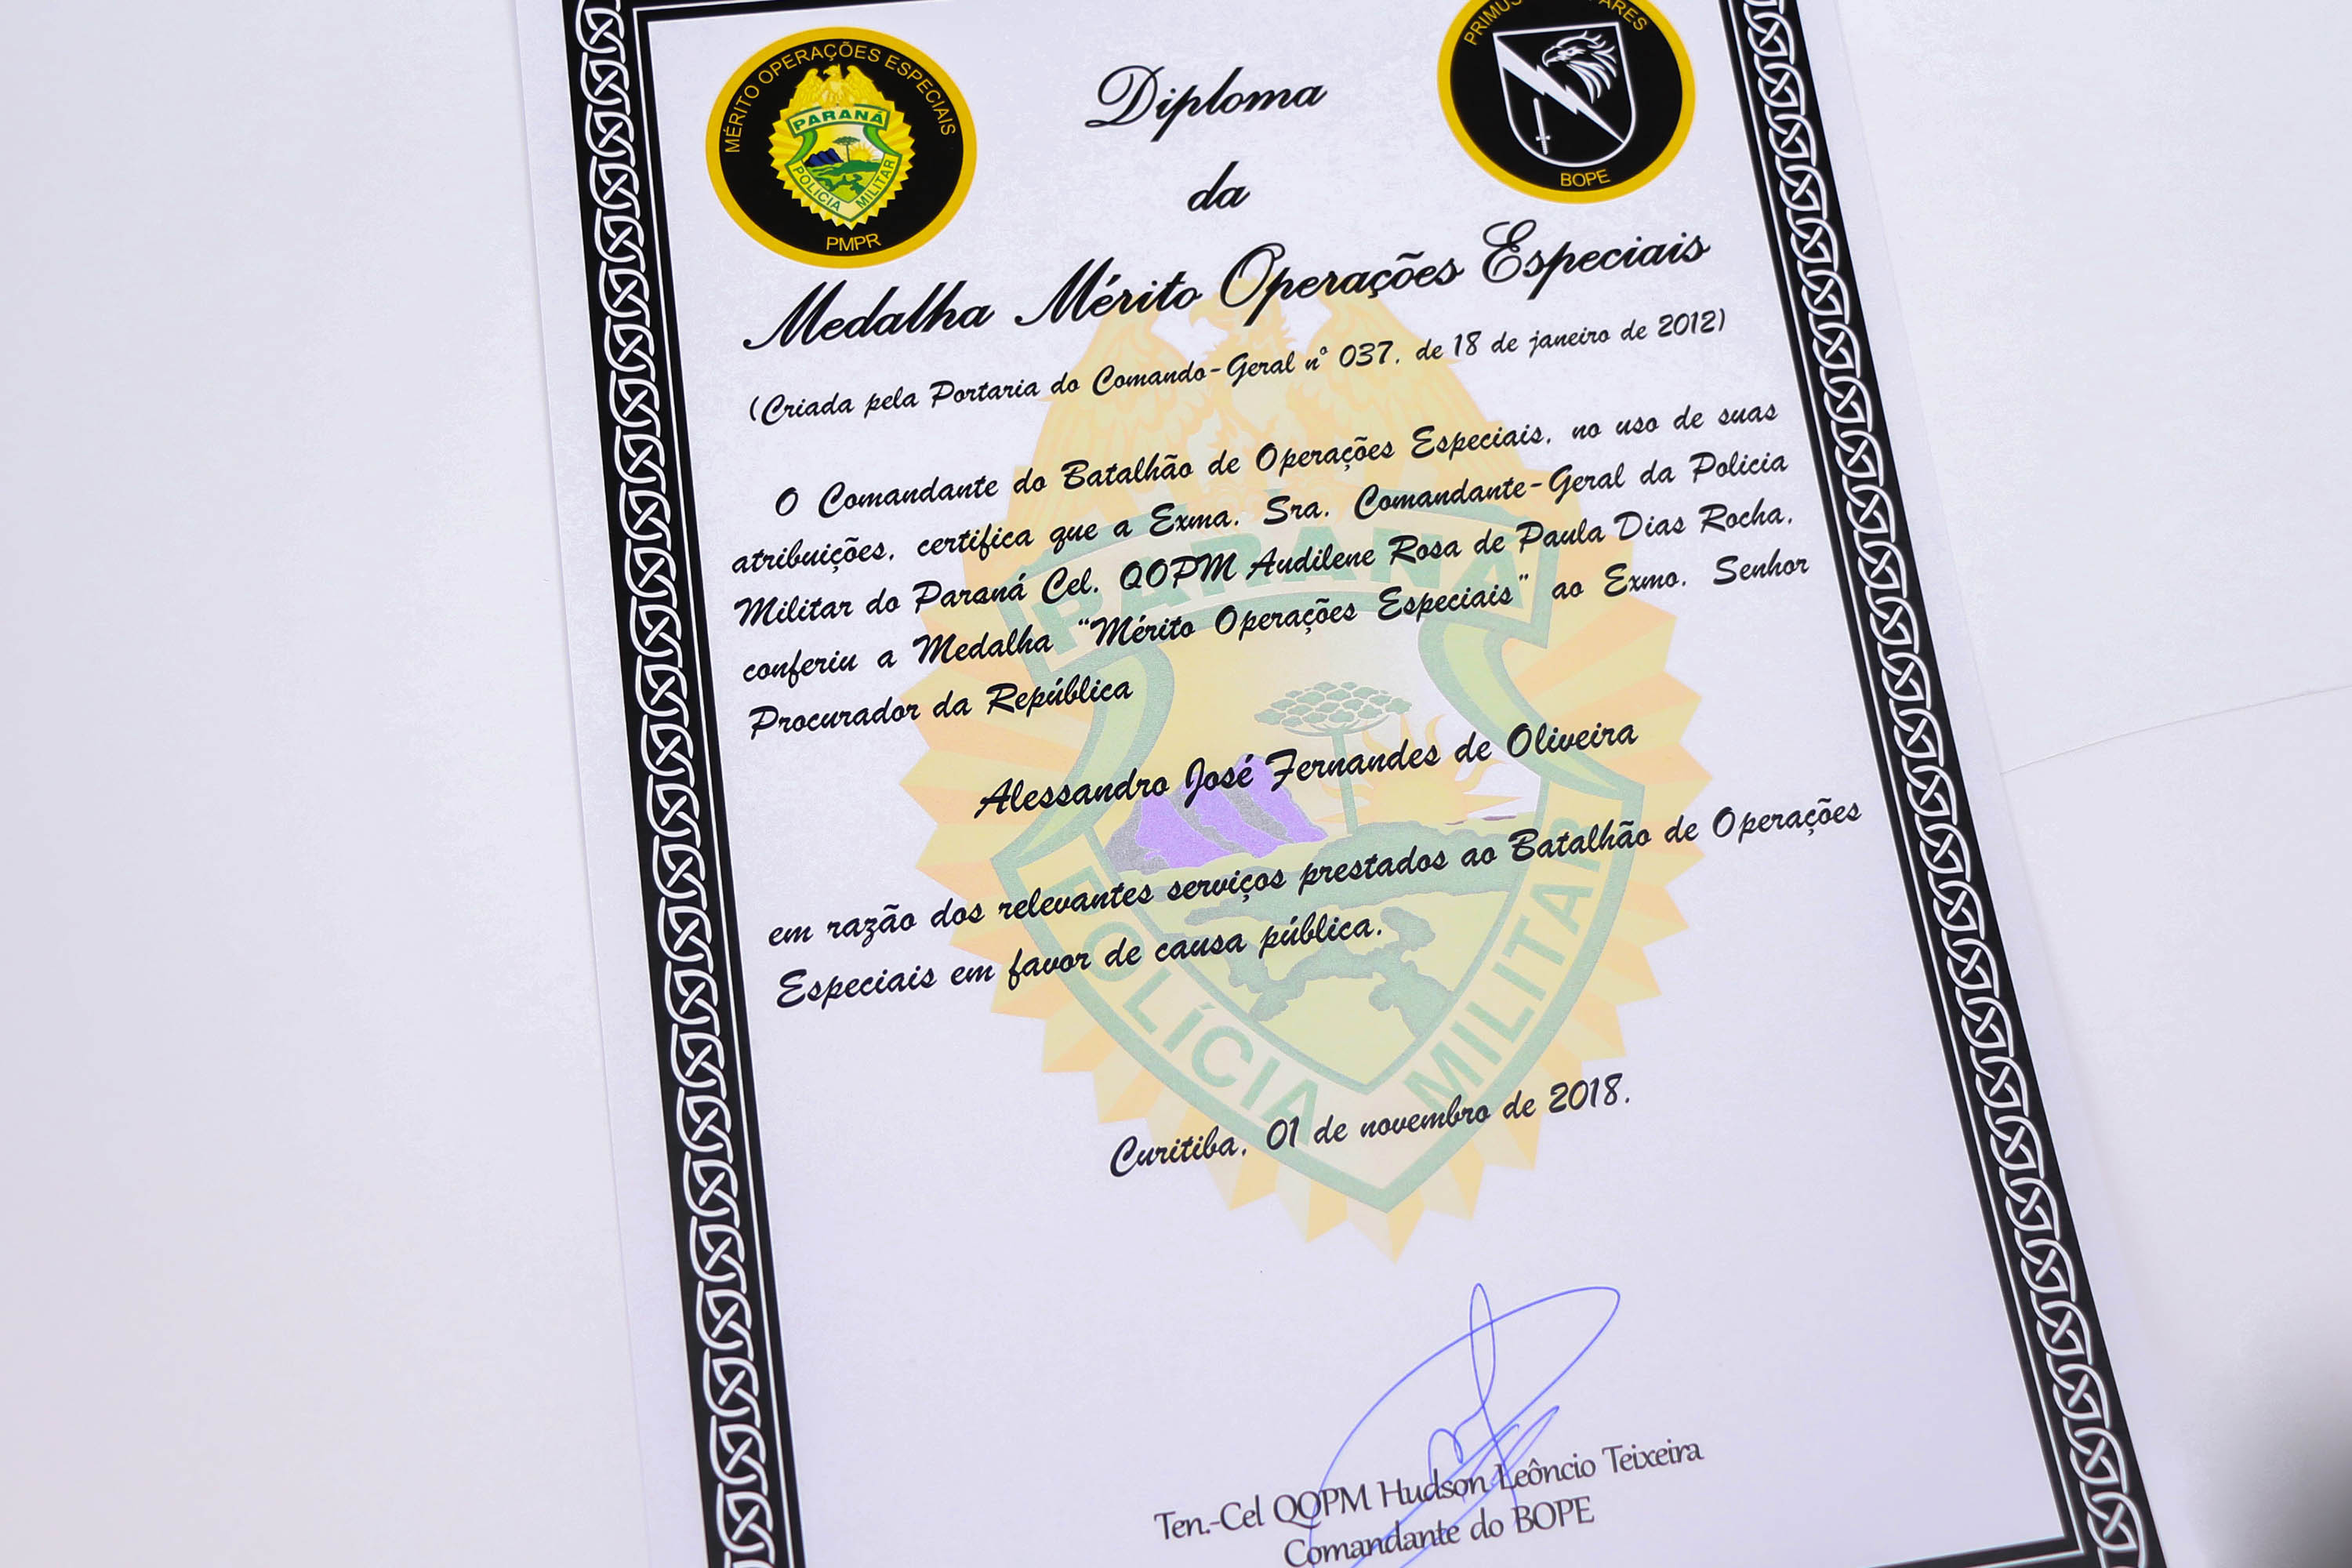 MÉRITO OPERAÇÕES ESPECIAIS
PARANÁ
POLÍCIA MILITAR
PMPR
PRIMUS
PARES
BOPE
Diploma
da
Medalha Mérito Operações Especiais
(Criada pela Portaria do Comando-Geral nº 037, de 18 de janeiro de 2012)
O Comandante do Batalhão de Operações Especiais, no uso de suas
atribuições, certifica que a Exma. Sra. Comandante-Geral da Policia
Militar do Paraná Cel. QOPM Audilene Rosa de Paula Dias Rocha,
conferiu a Medalha “Mérito Operações Especiais” ao Exmo. Senhor
Procurador da República
Alessandro José Fernandes de Oliveira
em razão dos relevantes serviços prestados ao Batalhão de Operações
Especiais em favor de causa pública.
PARANÁ
POLÍCIA MILITAR
Curitiba, 01 de novembro de 2018.
Ten.-Cel QOPM Hudson Leôncio Teixeira
Comandante do BOPE